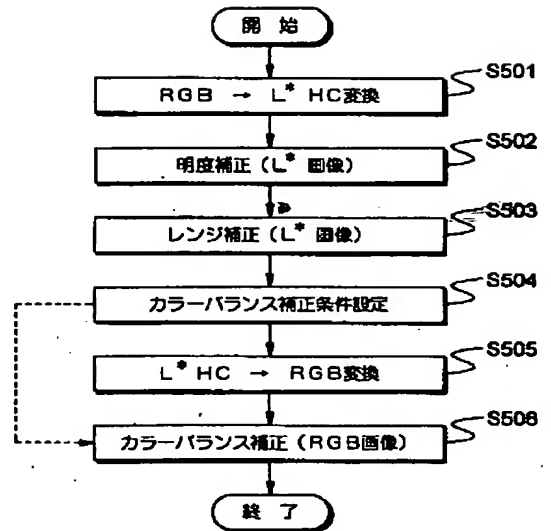 開 始
RGB → L* HC変換
S501
明度補正（L* 画像）
S502
レンジ補正（L* 画像）
S503
カラーバランス補正条件設定
S504
L* HC → RGB変換
S505
カラーバランス補正（RGB画像）
S506
終 了